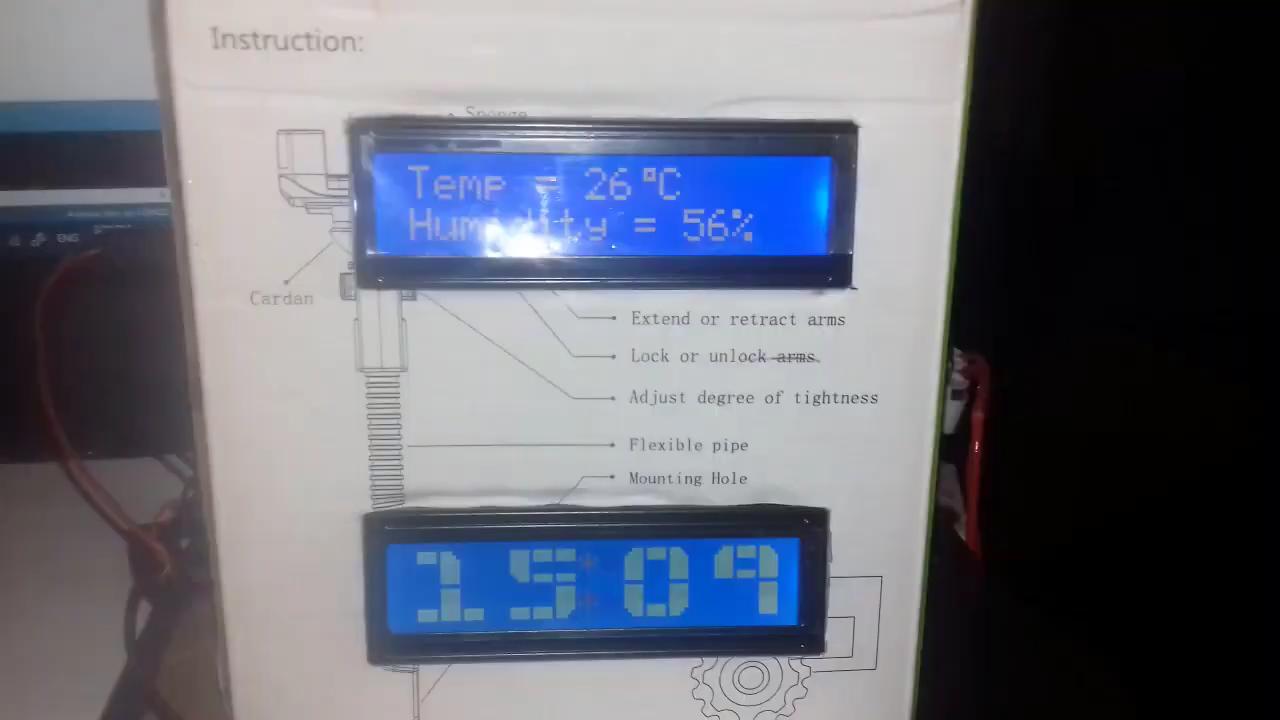 Instruction:
Sponge
Temp = 26°C
Humidity = 56%
ENG
Cardan
Extend or retract arms
Lock or unlock arms
Adjust degree of tightness
Flexible pipe
Mounting Hole
15:09